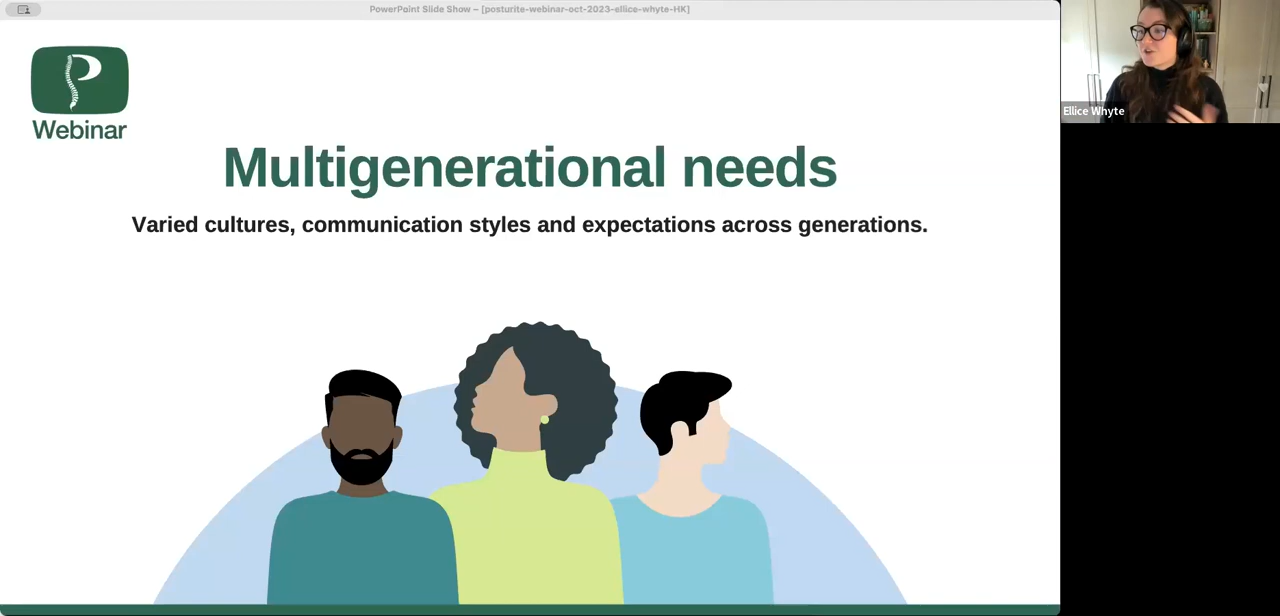 PowerPoint Slide Show – [posturite-webinar-oct-2023-ellice-whyte-HK]
P
Webinar
Ellice Whyte
Multigenerational needs
Varied cultures, communication styles and expectations across generations.